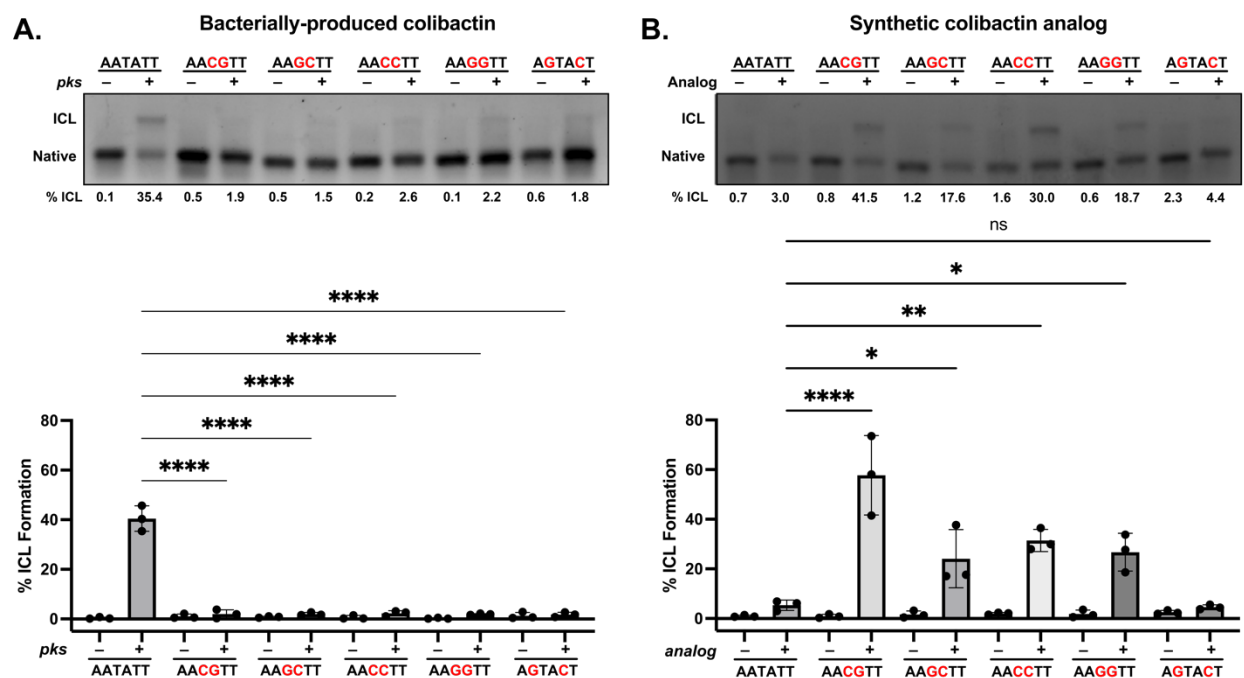 A.
Bacterially-produced colibactin
AATATT AACGTT AAGCTT AACCTT AAGGTT AGTACT
pks – + – + – + – + – + – +
ICL
Native
% ICL 0.1 35.4 0.5 1.9 0.5 1.5 0.2 2.6 0.1 2.2 0.6 1.8
****
****
****
****
****
80
60
40
20
0
% ICL Formation
pks – + – + – + – + – + – +
AATATT AACGTT AAGCTT AACCTT AAGGTT AGTACT
B.
Synthetic colibactin analog
AATATT AACGTT AAGCTT AACCTT AAGGTT AGTACT
Analog – + – + – + – + – + – +
ICL
Native
% ICL 0.7 3.0 0.8 41.5 1.2 17.6 1.6 30.0 0.6 18.7 2.3 4.4
ns
*
**
*
****
80
60
40
20
0
% ICL Formation
analog – + – + – + – + – + – +
AATATT AACGTT AAGCTT AACCTT AAGGTT AGTACT